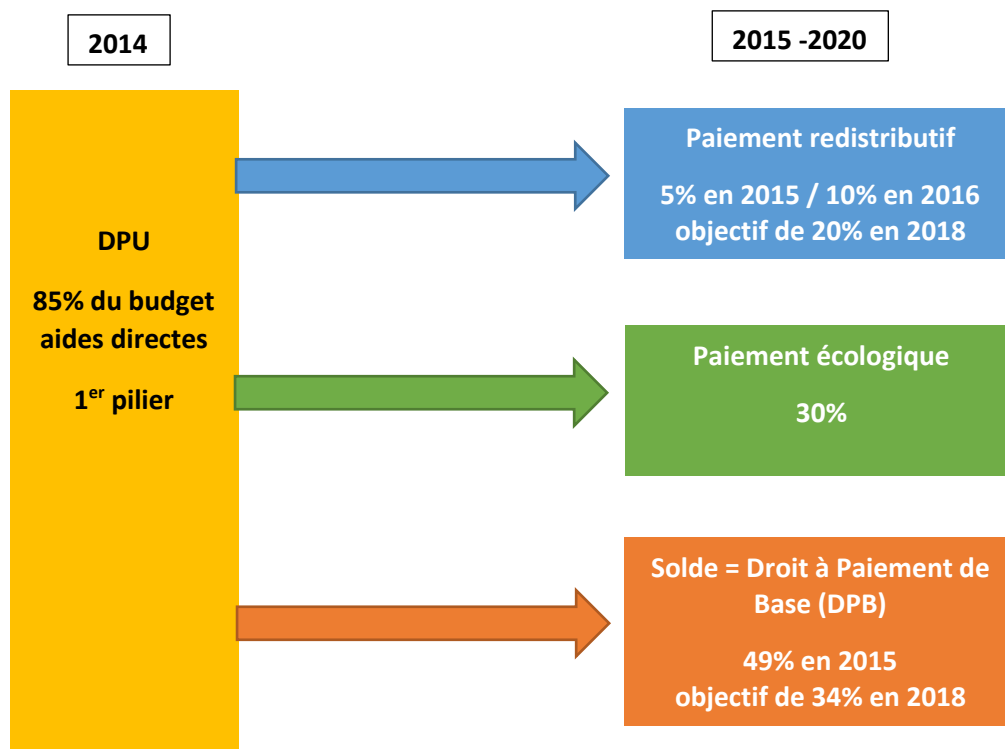 2014
2015 -2020
DPU
85% du budget
aides directes
1er pilier
Paiement redistributif
5% en 2015 / 10% en 2016
objectif de 20% en 2018
Paiement écologique
30%
Solde = Droit à Paiement de
Base (DPB)
49% en 2015
objectif de 34% en 2018